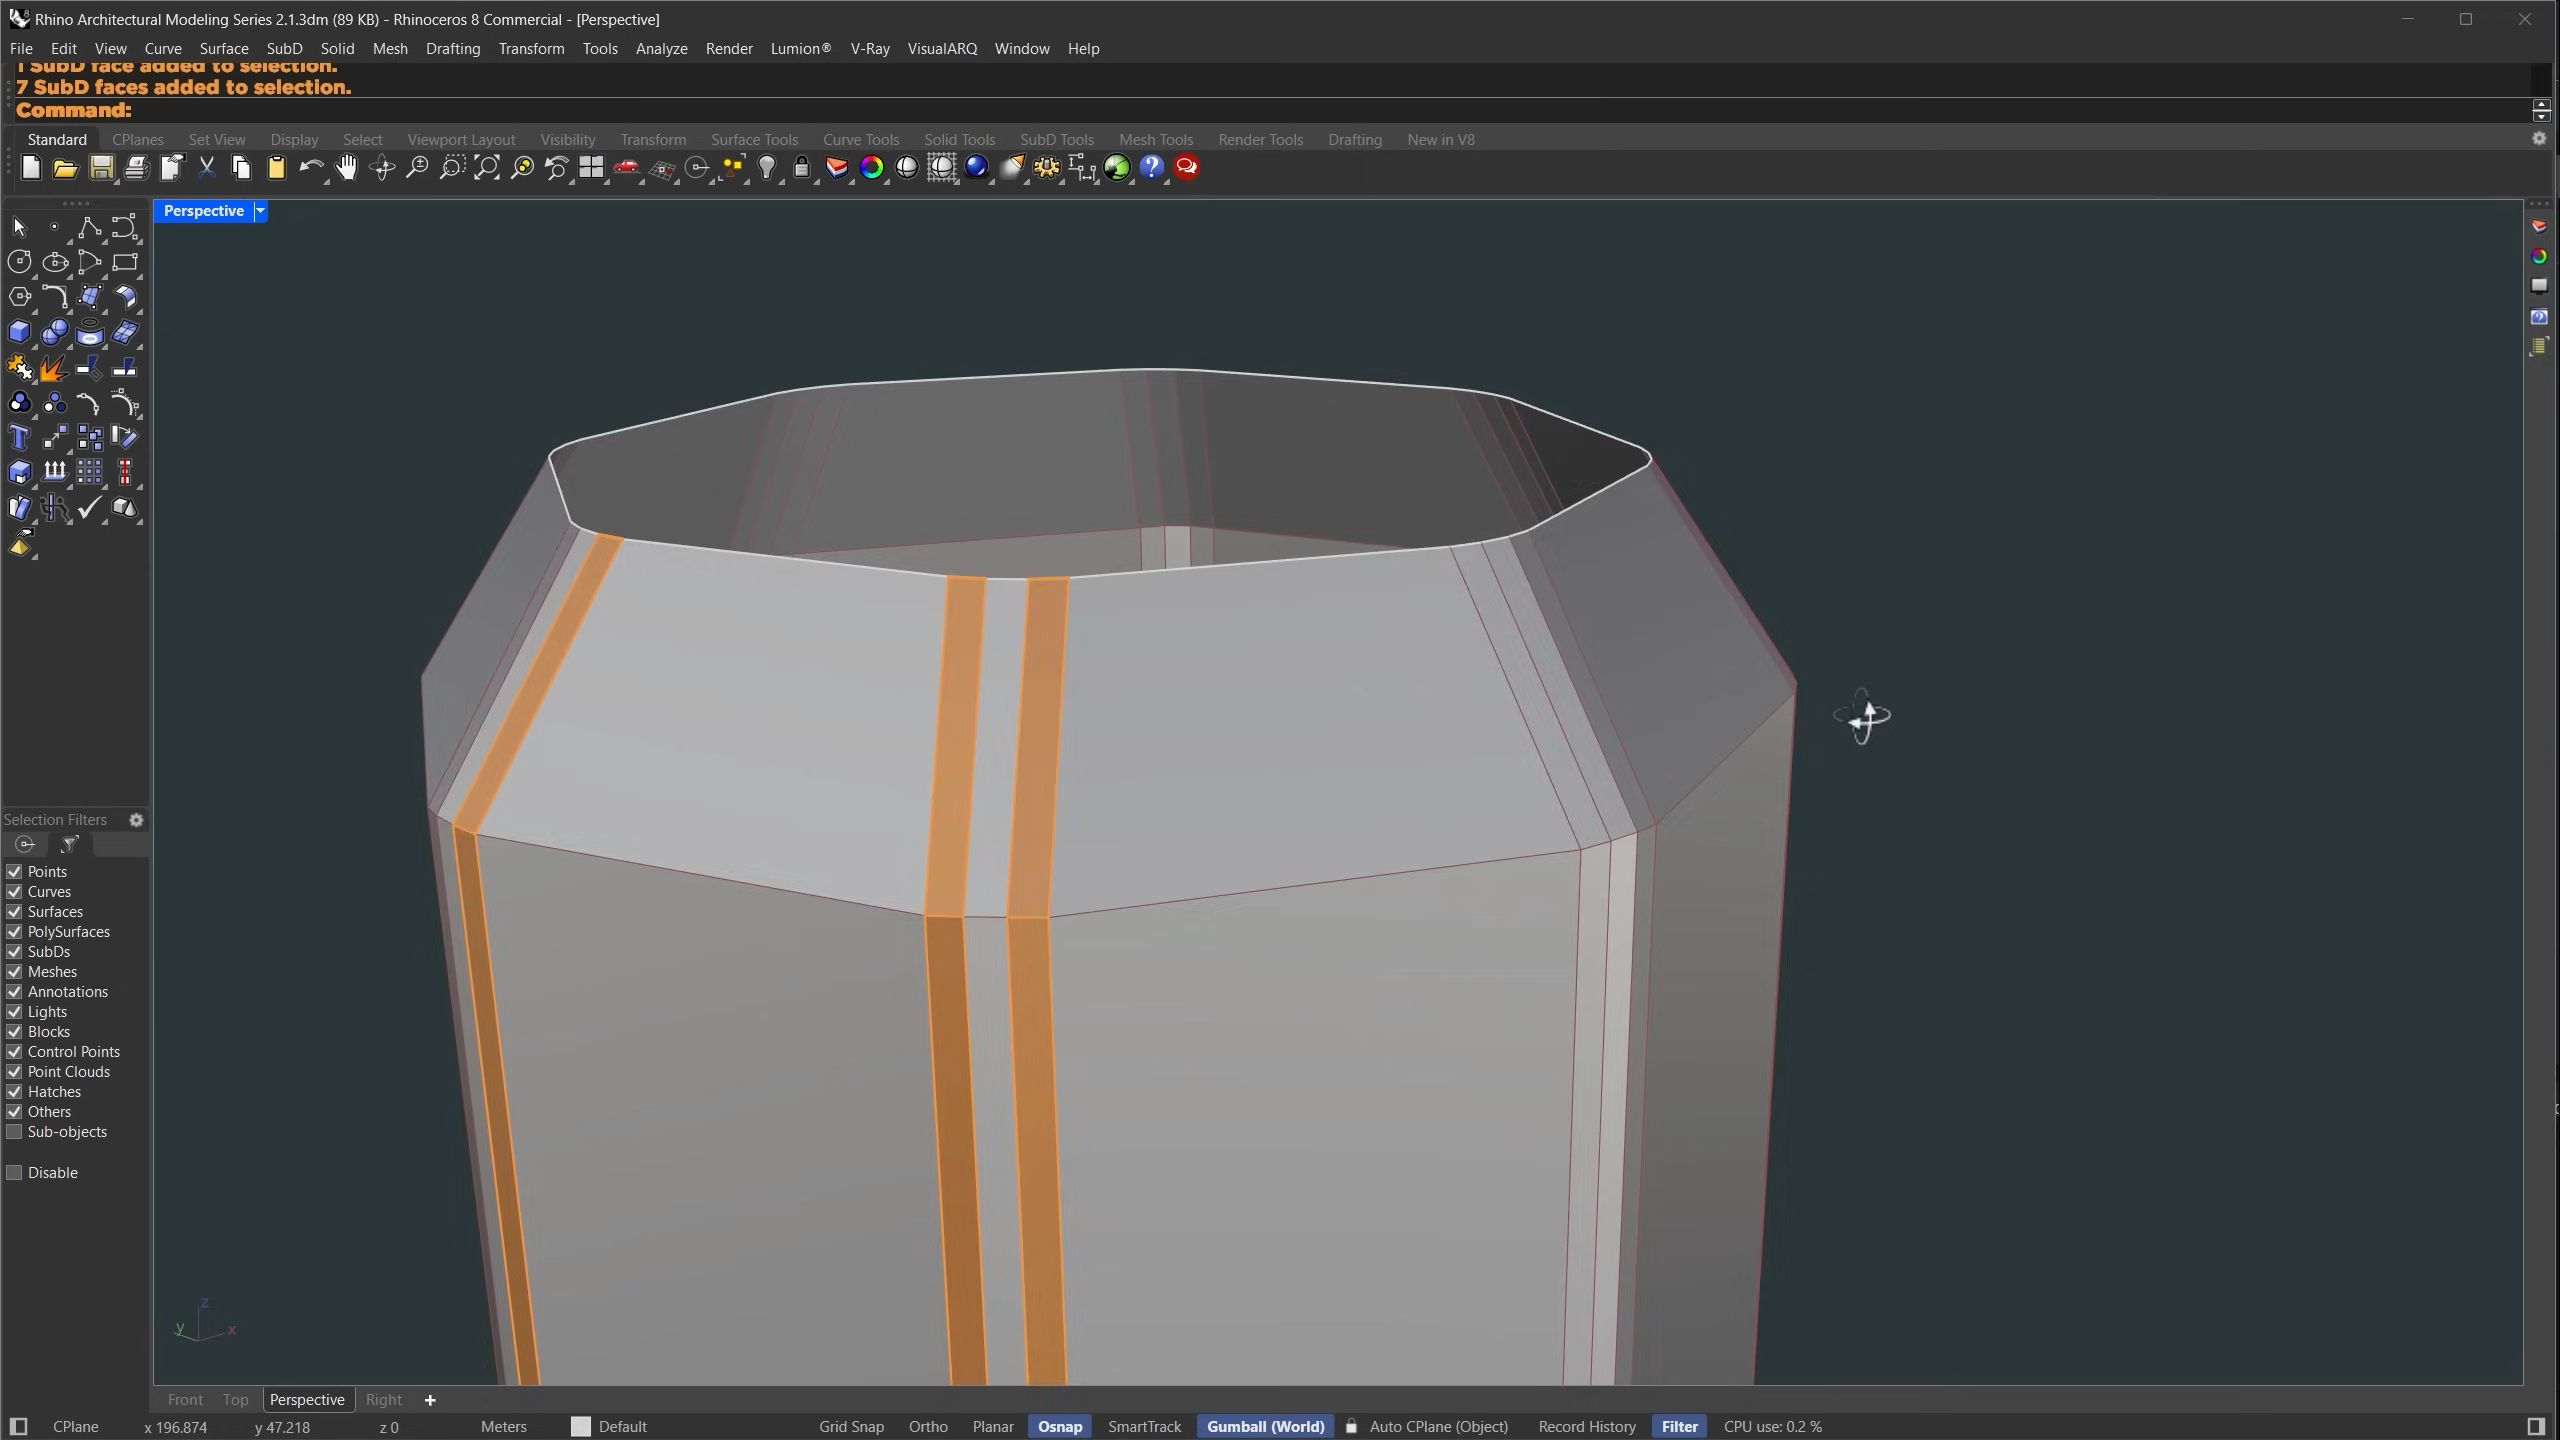 Rhino Architectural Modeling Series 2.1.3dm (89 KB) - Rhinoceros 8 Commercial - [Perspective]
File Edit View Curve Surface SubD Solid Mesh Drafting Transform Tools Analyze Render Lumion® V-Ray VisualARQ Window Help
1 SubD face added to selection.
7 SubD faces added to selection.
Command:
Standard CPlanes Set View Display Select Viewport Layout Visibility Transform Surface Tools Curve Tools Solid Tools SubD Tools Mesh Tools Render Tools Drafting New in V8
Perspective
Selection Filters
Points
Curves
Surfaces
PolySurfaces
SubDs
Meshes
Annotations
Lights
Blocks
Control Points
Point Clouds
Hatches
Others
Sub-objects
Disable
z
y x
Front Top Perspective Right +
CPlane x 196.874 y 47.218 z 0 Meters Default Grid Snap Ortho Planar Osnap SmartTrack Gumball (World) Auto CPlane (Object) Record History Filter CPU use: 0.2 %